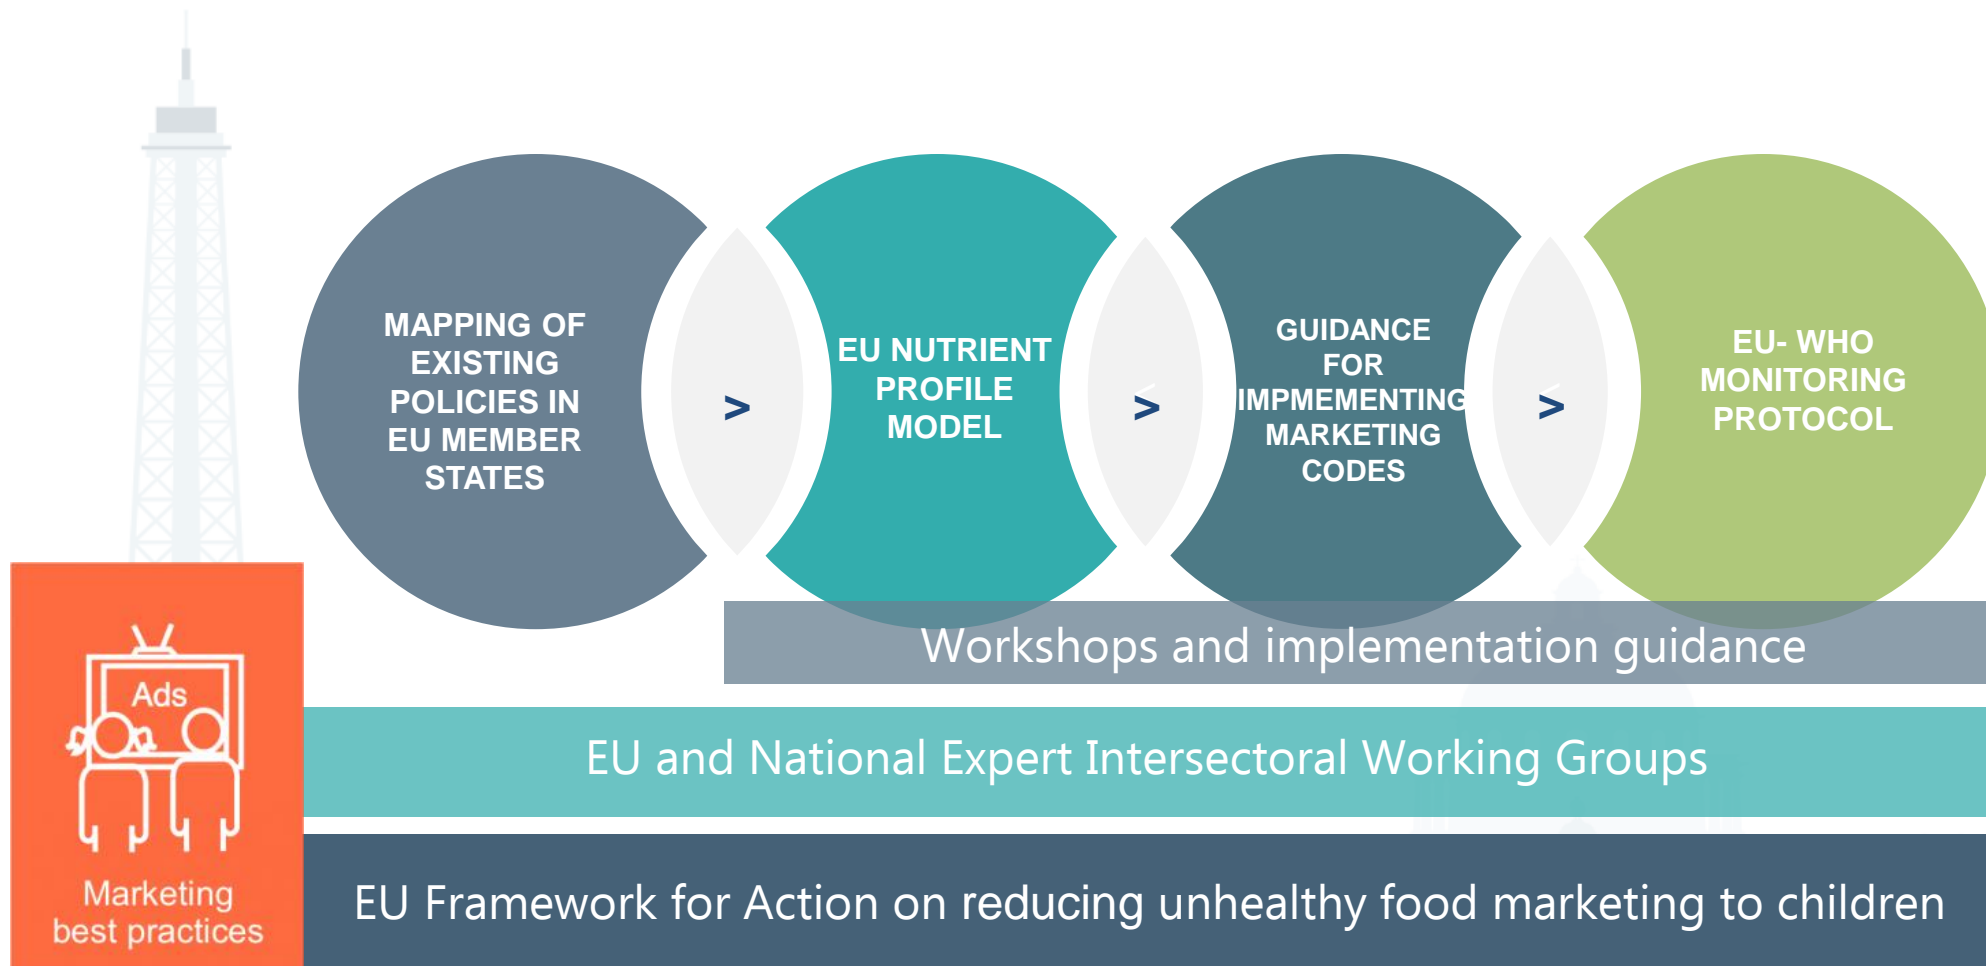 MAPPING OF
EXISTING
POLICIES IN
EU MEMBER
STATES
>
EU NUTRIENT
PROFILE
MODEL
>
GUIDANCE
FOR
IMPMEMENTING
MARKETING
CODES
>
EU- WHO
MONITORING
PROTOCOL
Workshops and implementation guidance
EU and National Expert Intersectoral Working Groups
EU Framework for Action on reducing unhealthy food marketing to children
Ads
Marketing
best practices